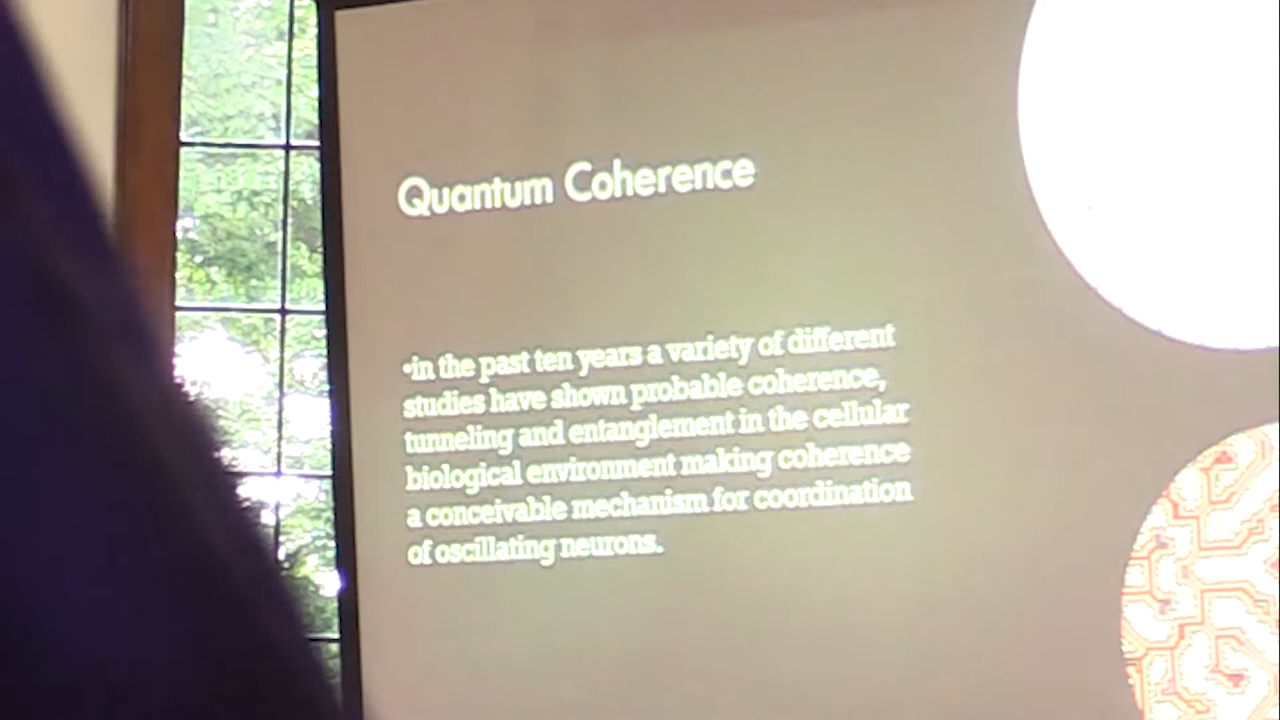 Quantum Coherence
•in the past ten years a variety of different
studies have shown probable coherence,
tunneling and entanglement in the cellular
biological environment making coherence
a conceivable mechanism for coordination
of oscillating neurons.